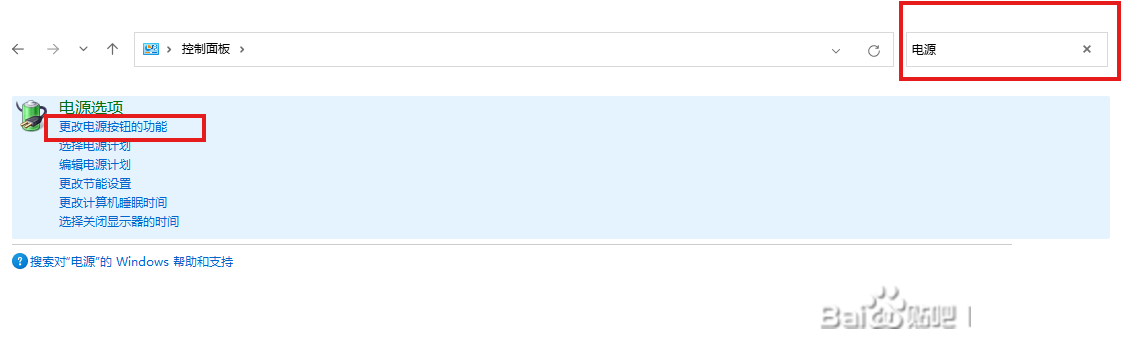 控制面板
电源
电源选项
更改电源按钮的功能
选择电源计划
编辑电源计划
更改节能设置
更改计算机睡眠时间
选择关闭显示器的时间
搜索对"电源"的 Windows 帮助和支持
Bai 贴吧